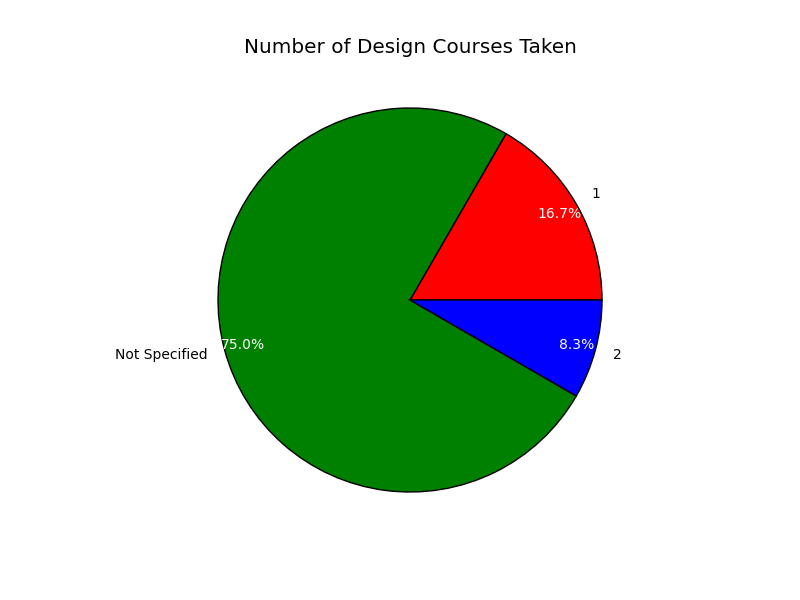 Number of Design Courses Taken
1
16.7%
75.0%
Not Specified
8.3%
2